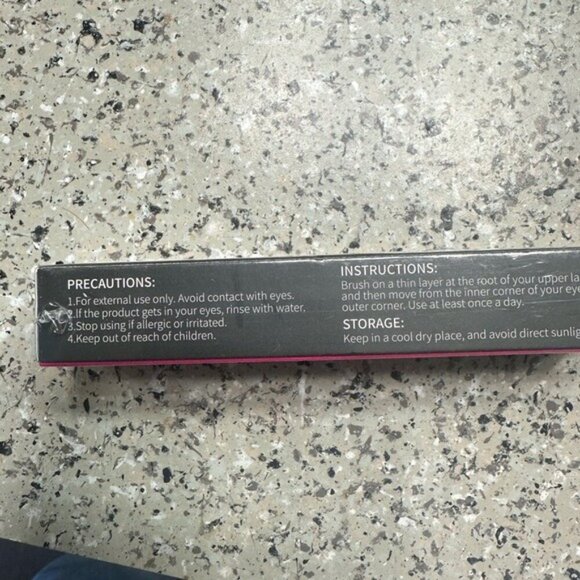 PRECAUTIONS:
1.For external use only. Avoid contact with eyes.
2.If the product gets in your eyes, rinse with water.
3.Stop using if allergic or irritated.
4.Keep out of reach of children.
INSTRUCTIONS:
Brush on a thin layer at the root of your upper la
and then move from the inner corner of your eye
outer corner. Use at least once a day.
STORAGE:
Keep in a cool dry place, and avoid direct sunlig